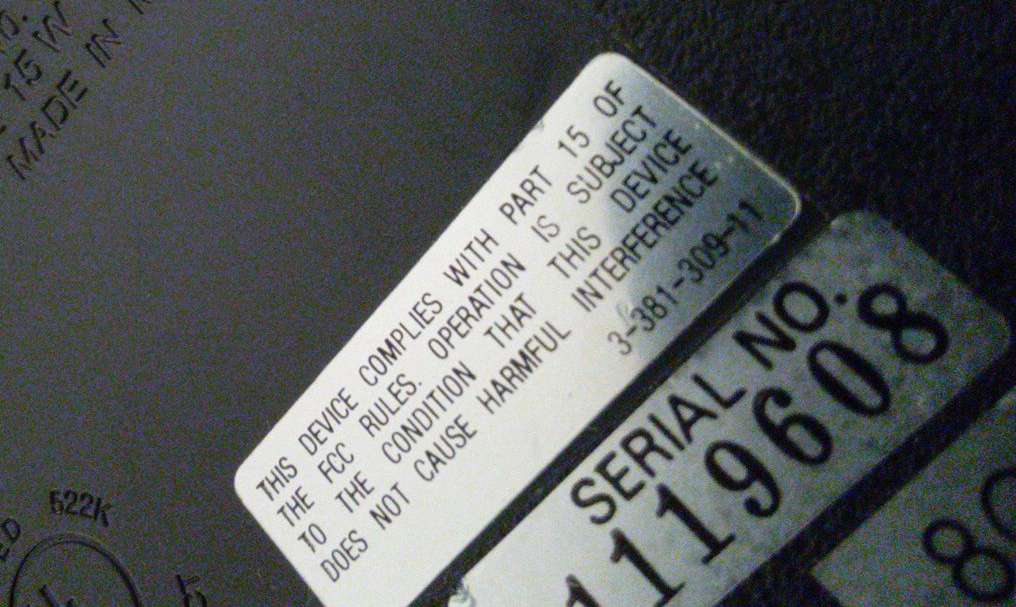 15 W
MADE IN
THIS DEVICE COMPLIES WITH PART 15 OF
THE FCC RULES. OPERATION IS SUBJECT
TO THE CONDITION THAT THIS DEVICE
DOES NOT CAUSE HARMFUL INTERFERENCE
3-381-309-11
SERIAL NO.
119608
522K